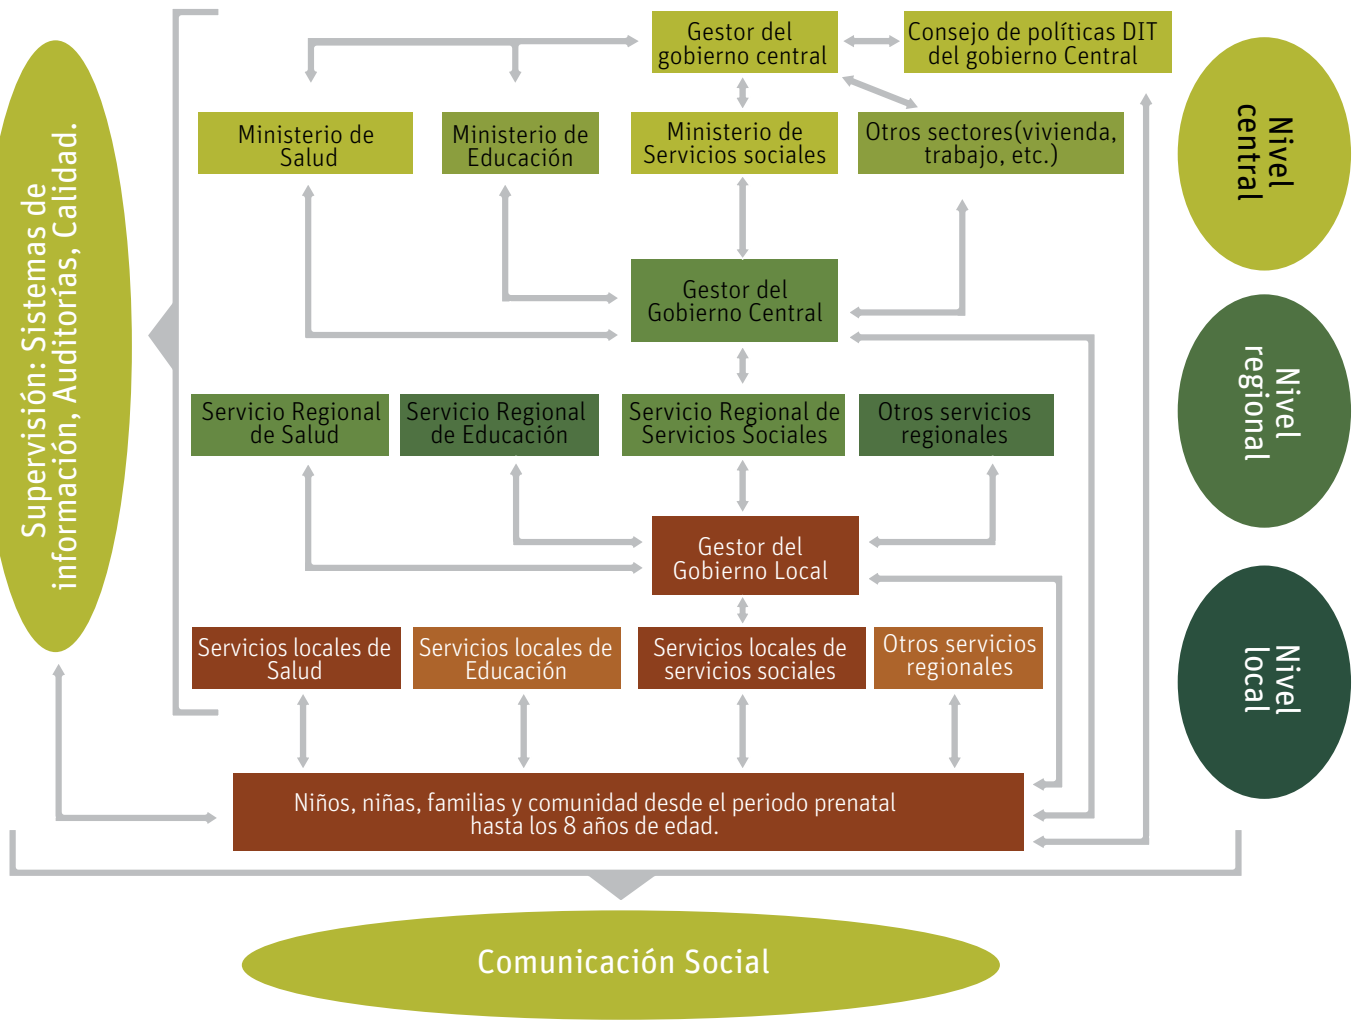 Gestor del
gobierno central
Consejo de políticas DIT
del gobierno Central
Ministerio de
Salud
Ministerio de
Educación
Ministerio de
Servicios sociales
Otros sectores(vivienda,
trabajo, etc.)
Nivel
central
Supervisión: Sistemas de
información, Auditorías, Calidad.
Gestor del
Gobierno Central
Nivel
regional
Servicio Regional
de Salud
Servicio Regional
de Educación
Servicio Regional de
Servicios Sociales
Otros servicios
regionales
Gestor del
Gobierno Local
Nivel
local
Servicios locales de
Salud
Servicios locales de
Educación
Servicios locales de
servicios sociales
Otros servicios
regionales
Niños, niñas, familias y comunidad desde el periodo prenatal
hasta los 8 años de edad.
Comunicación Social